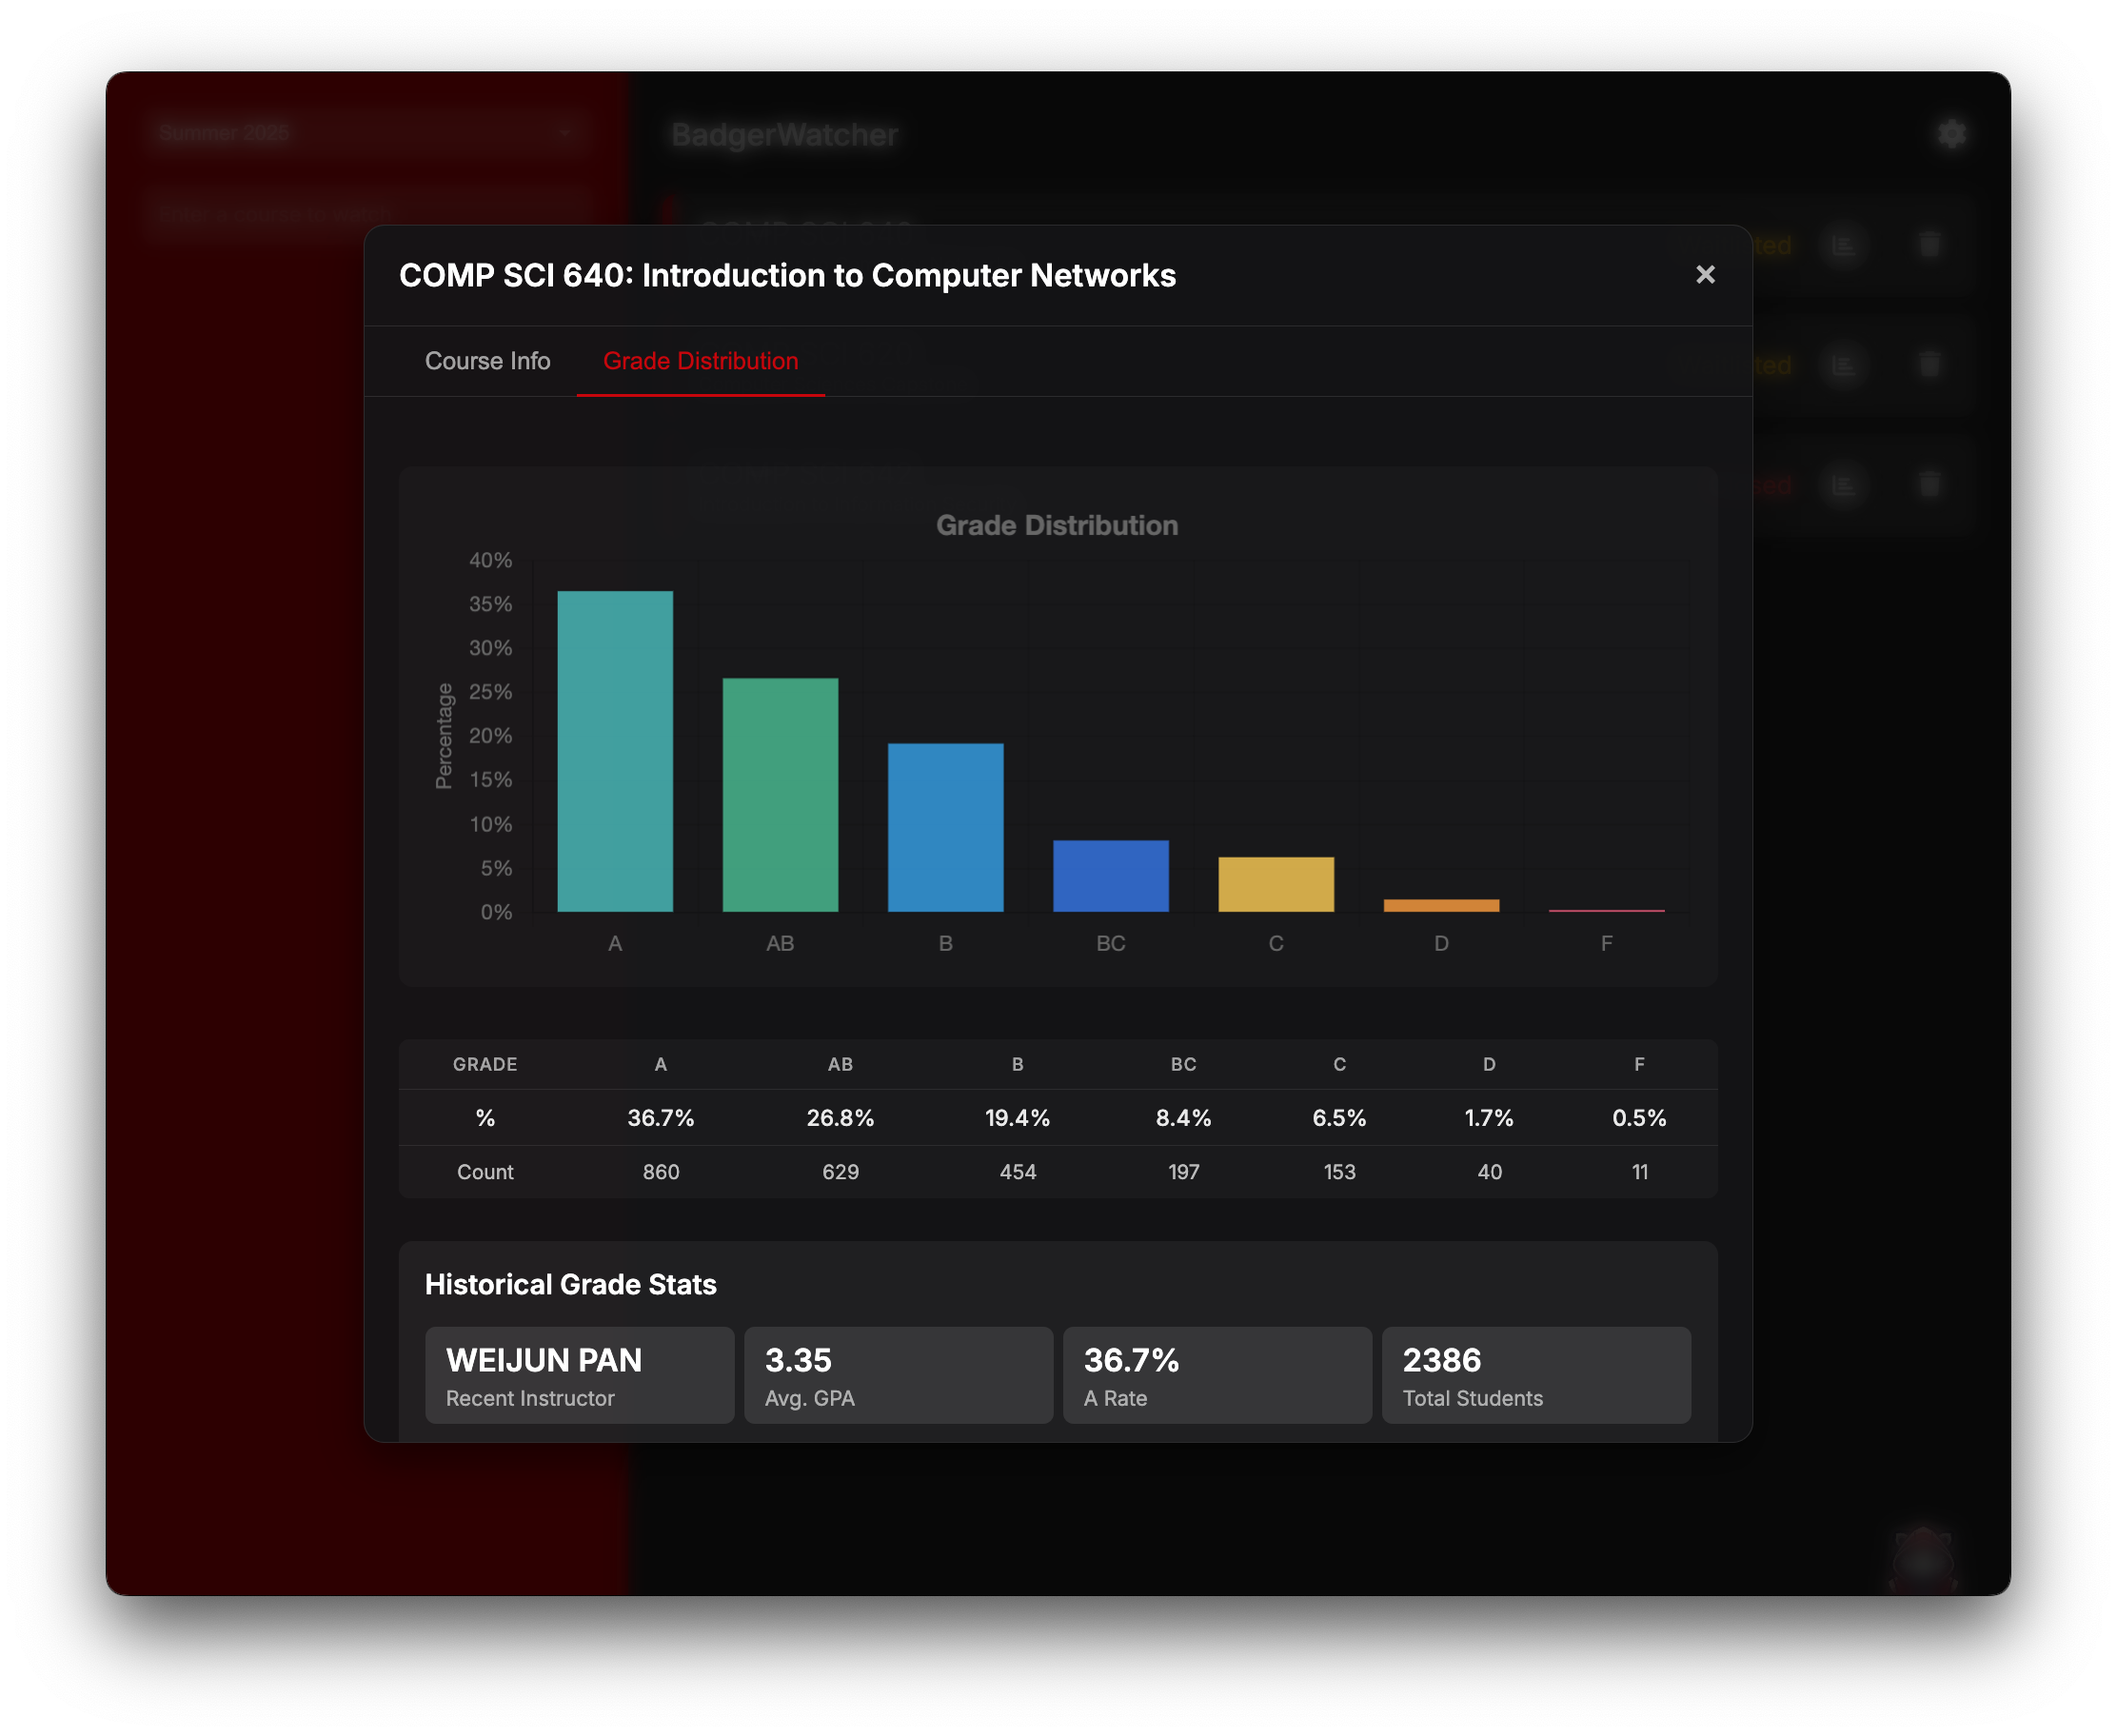 Summer 2025
BadgerWatcher
COMP SCI 640: Introduction to Computer Networks
×
Course Info
Grade Distribution
Grade Distribution
Percentage
40%
35%
30%
25%
20%
15%
10%
5%
0%
A AB B BC C D F
GRADE A AB B BC C D F
% 36.7% 26.8% 19.4% 8.4% 6.5% 1.7% 0.5%
Count 860 629 454 197 153 40 11
Historical Grade Stats
WEIJUN PAN 3.35 36.7% 2386
Recent Instructor Avg. GPA A Rate Total Students